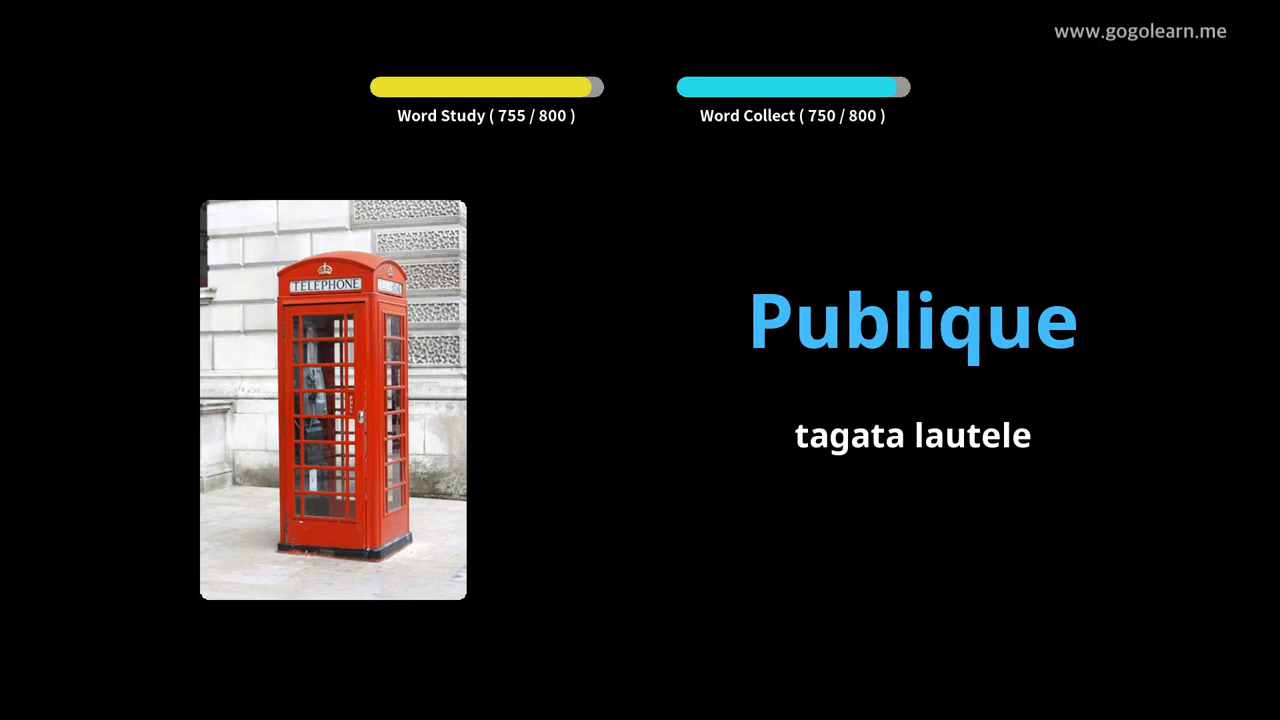 www.gogolearn.me
Word Study ( 755 / 800 )
Word Collect ( 750 / 800 )
TELEPHONE
Publique
tagata lautele